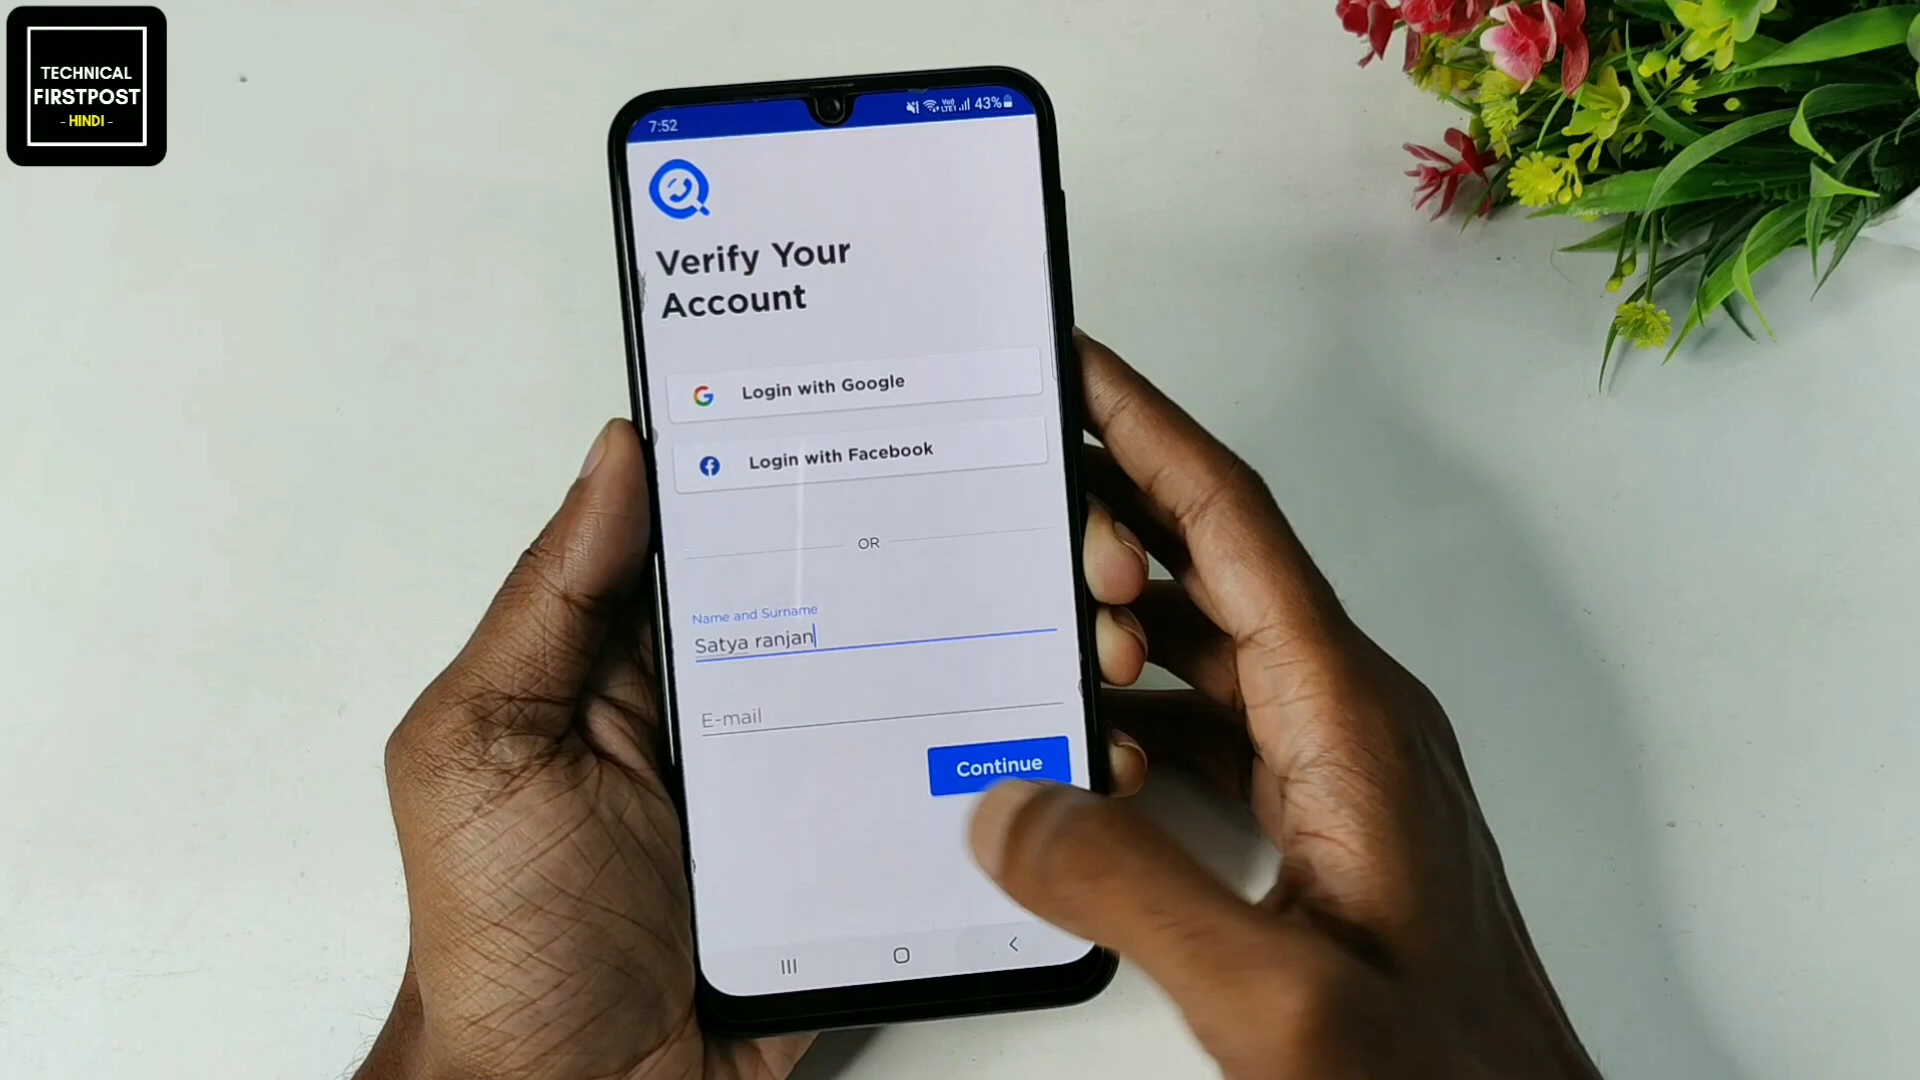 TECHNICAL
FIRSTPOST
- HINDI -
7:52
43%
Verify Your
Account
Login with Google
Login with Facebook
OR
Name and Surname
Satya ranjan
E-mail
Continue